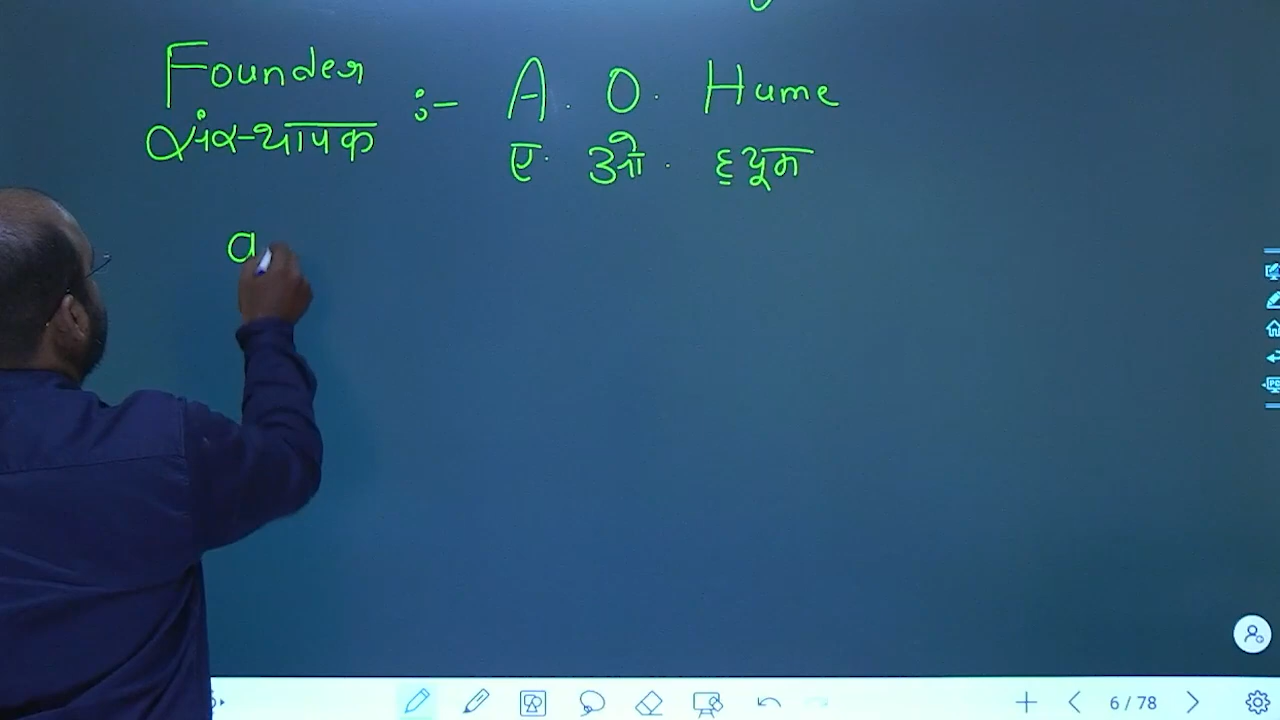 Founder :- A. O. Hume
संस्थापक ए. ओ. ह्यूम
a
6 / 78